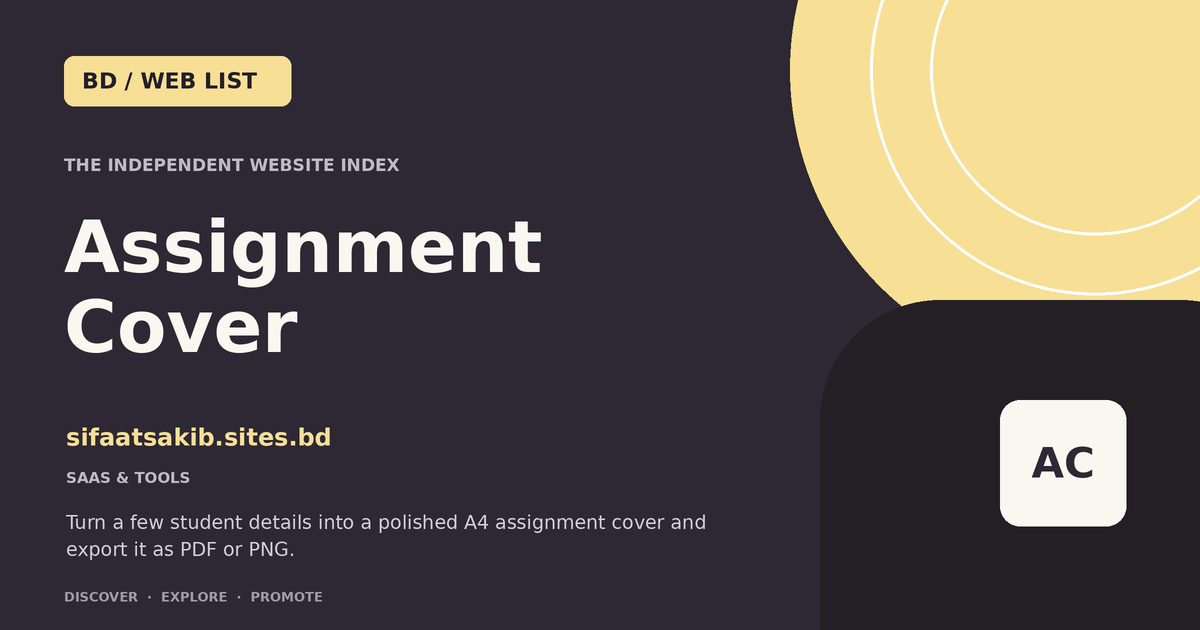 BD / WEB LIST
THE INDEPENDENT WEBSITE INDEX
Assignment
Cover
sifaatsakib.sites.bd
SAAS & TOOLS
Turn a few student details into a polished A4 assignment cover and
export it as PDF or PNG.
DISCOVER · EXPLORE · PROMOTE
AC